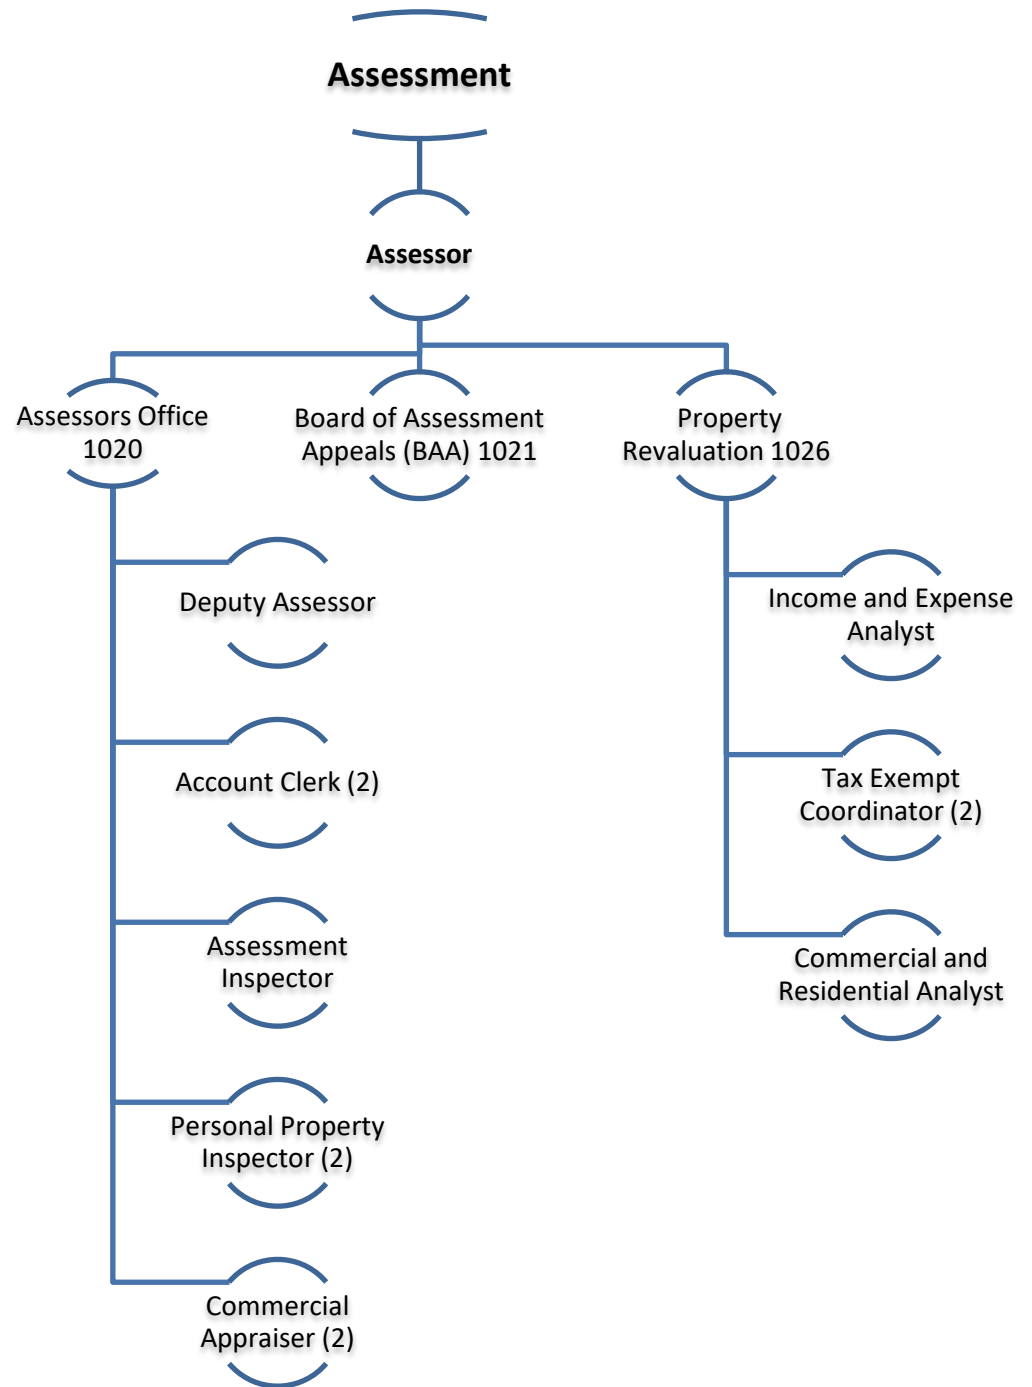 Assessment
Assessor
Assessors Office
1020
Board of Assessment
Appeals (BAA) 1021
Property
Revaluation 1026
Deputy Assessor
Account Clerk (2)
Assessment
Inspector
Personal Property
Inspector (2)
Commercial
Appraiser (2)
Income and Expense
Analyst
Tax Exempt
Coordinator (2)
Commercial and
Residential Analyst